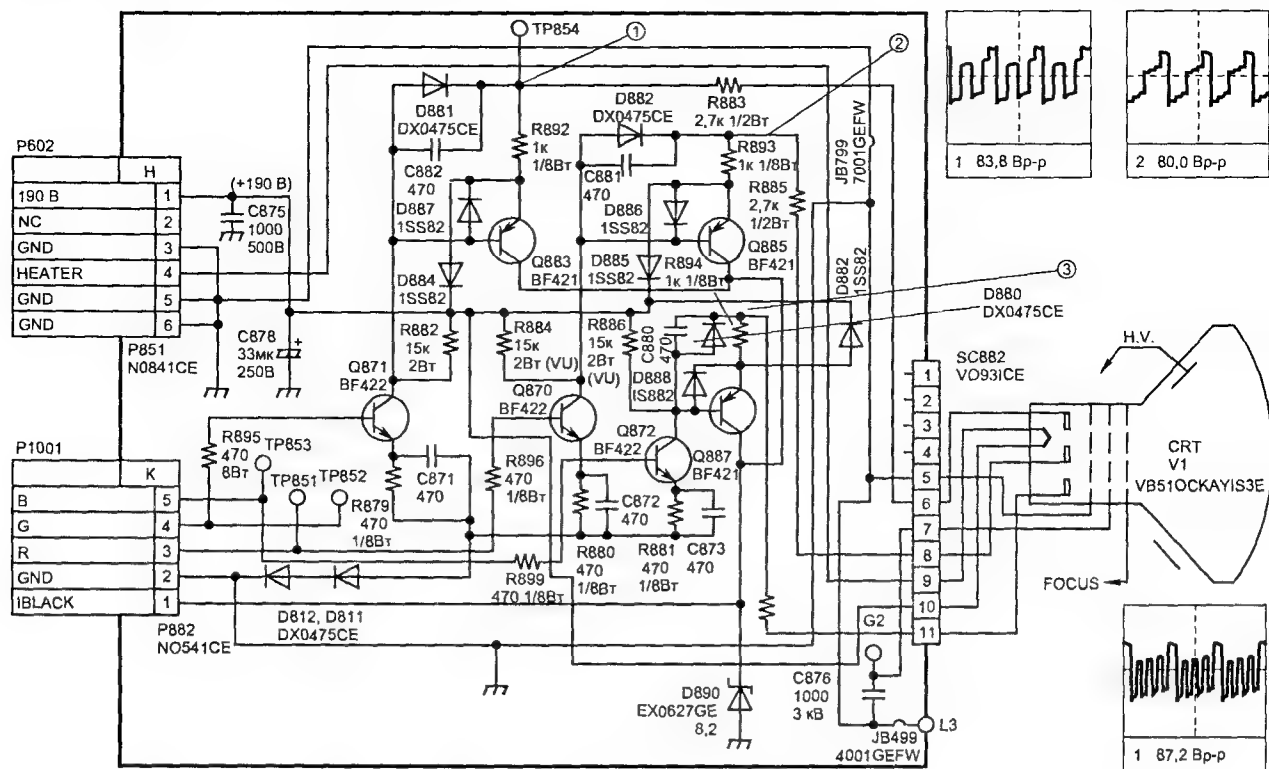 TP854
1
2
D881
DX0475CE
D882
DX0475CE
R883
2,7к 1/2Вт
R892
1к
1/8Вт
R893
1к 1/8Вт
JB799
7001GEFW
1 83,8 Вр-р
2 80,0 Вр-р
P602
H
190 В
1
NC
2
GND
3
HEATER
4
GND
5
GND
6
(+190 В)
C875
1000
500В
P851
N0841CE
C882
470
D887
1SS82
C881
470
D886
1SS82
R885
2,7к
1/2Вт
Q883
BF421
Q885
BF421
D885
1SS82
R894
1к 1/8Вт
D884
1SS82
D882
1SS82
3
D880
DX0475CE
C878
33мк
250В
+
R882
15к
2Вт
R884
15к
2Вт (VU)
R886
15к
2Вт
(VU)
C880
470
D888
IS882
Q871
BF422
Q870
BF422
Q872
BF422
Q887
BF421
SC882
VO93ICE
H.V.
1
2
3
4
5
6
7
8
9
10
11
CRT
V1
VB51OCKAYIS3E
FOCUS
R895
470
8Вт
TP853
TP851
TP852
C871
470
R896
470
1/8Вт
R879
470
1/8Вт
C872
470
C873
470
R880
470
1/8Вт
R881
470
1/8Вт
R899
470 1/8Вт
P1001
K
B
5
G
4
R
3
GND
2
IBLACK
1
P882
NO541CE
D812, D811
DX0475CE
G2
C876
1000
3 кВ
D890
EX0627GE
8,2
JB499
4001GEFW
L3
1 87,2 Вр-р